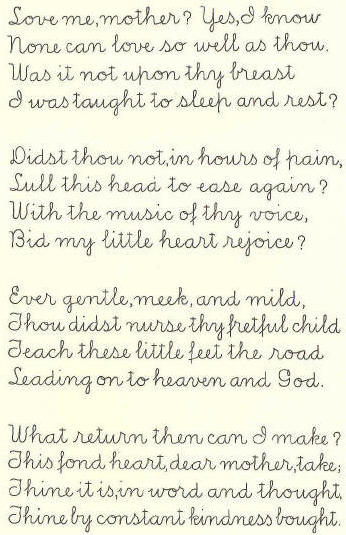 Love me, mother? Yes, I know
None can love so well as thou.
Was it not upon thy breast
I was taught to sleep and rest?
Didst thou not, in hours of pain,
Lull this head to ease again?
With the music of thy voice,
Bid my little heart rejoice?
Ever gentle, meek, and mild,
Thou didst nurse thy fretful child
Teach these little feet the road
Leading on to heaven and God.
What return then can I make?
This fond heart, dear mother, take;
Thine it is, in word and thought,
Thine by constant kindness bought.